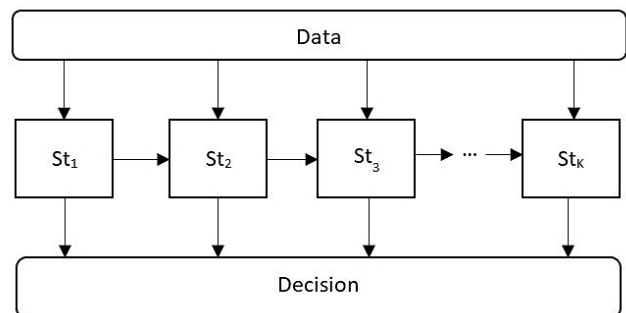 Data
St₁ St₂ St₃ ... Stₖ
Decision